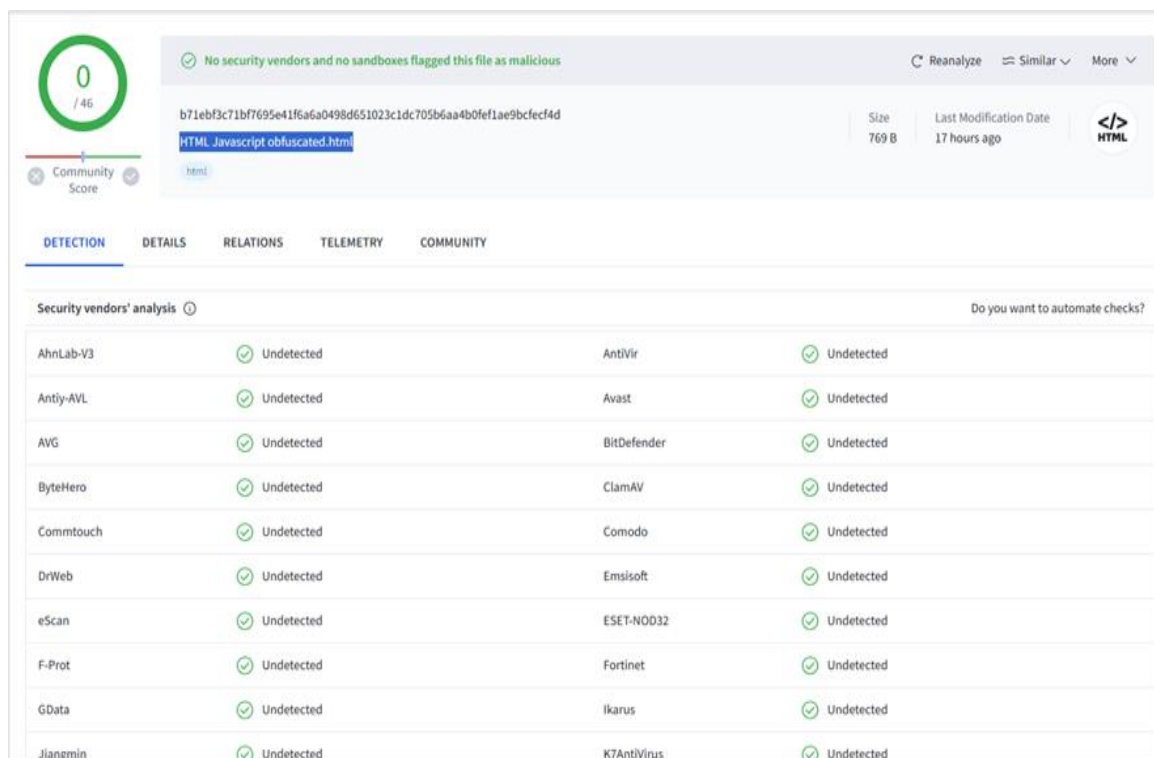 0
/ 46
Community
Score
No security vendors and no sandboxes flagged this file as malicious
Reanalyze Similar More
b71ebf3c71bf7695e41f6a6a0498d651023c1dc705b6aa4b0fef1ae9bcfecf4d
HTML Javascript obfuscated.html
html
Size
769 B
Last Modification Date
17 hours ago
</>
HTML
DETECTION DETAILS RELATIONS TELEMETRY COMMUNITY
Security vendors' analysis Do you want to automate checks?
AhnLab-V3 Undetected AntiVir Undetected
Antiy-AVL Undetected Avast Undetected
AVG Undetected BitDefender Undetected
ByteHero Undetected ClamAV Undetected
Commtouch Undetected Comodo Undetected
DrWeb Undetected Emsisoft Undetected
eScan Undetected ESET-NOD32 Undetected
F-Prot Undetected Fortinet Undetected
GData Undetected Ikarus Undetected
Jiangmin Undetected K7AntiVirus Undetected